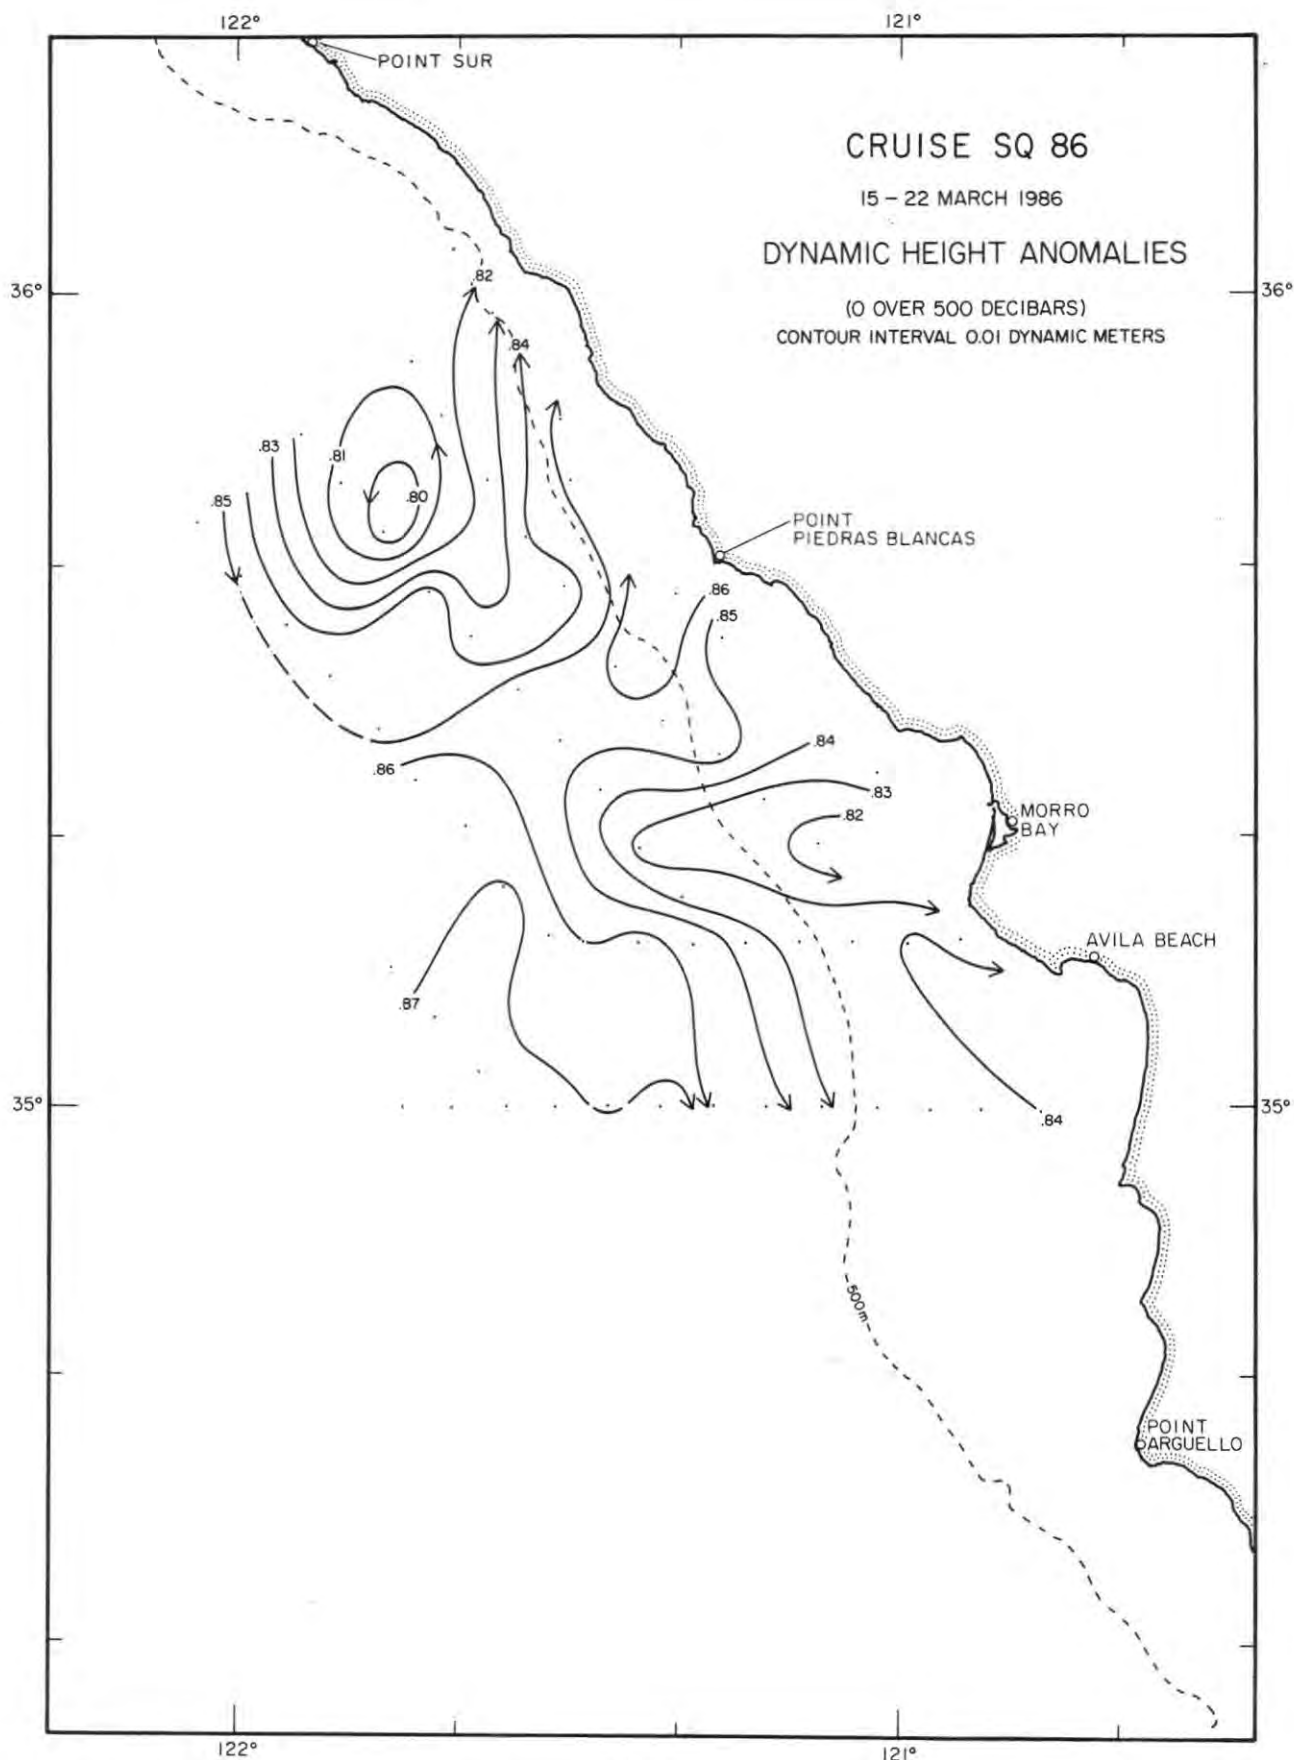 122°
121°
POINT SUR
CRUISE SQ 86
15 – 22 MARCH 1986
DYNAMIC HEIGHT ANOMALIES
(0 OVER 500 DECIBARS)
CONTOUR INTERVAL 0.01 DYNAMIC METERS
36°
36°
.82
.84
.83
.81
.80
.85
POINT
PIEDRAS BLANCAS
.86
.85
.84
.86
.83
.82
MORRO
BAY
AVILA BEACH
.87
35°
35°
.84
500m
POINT
ARGUELLO
122°
121°